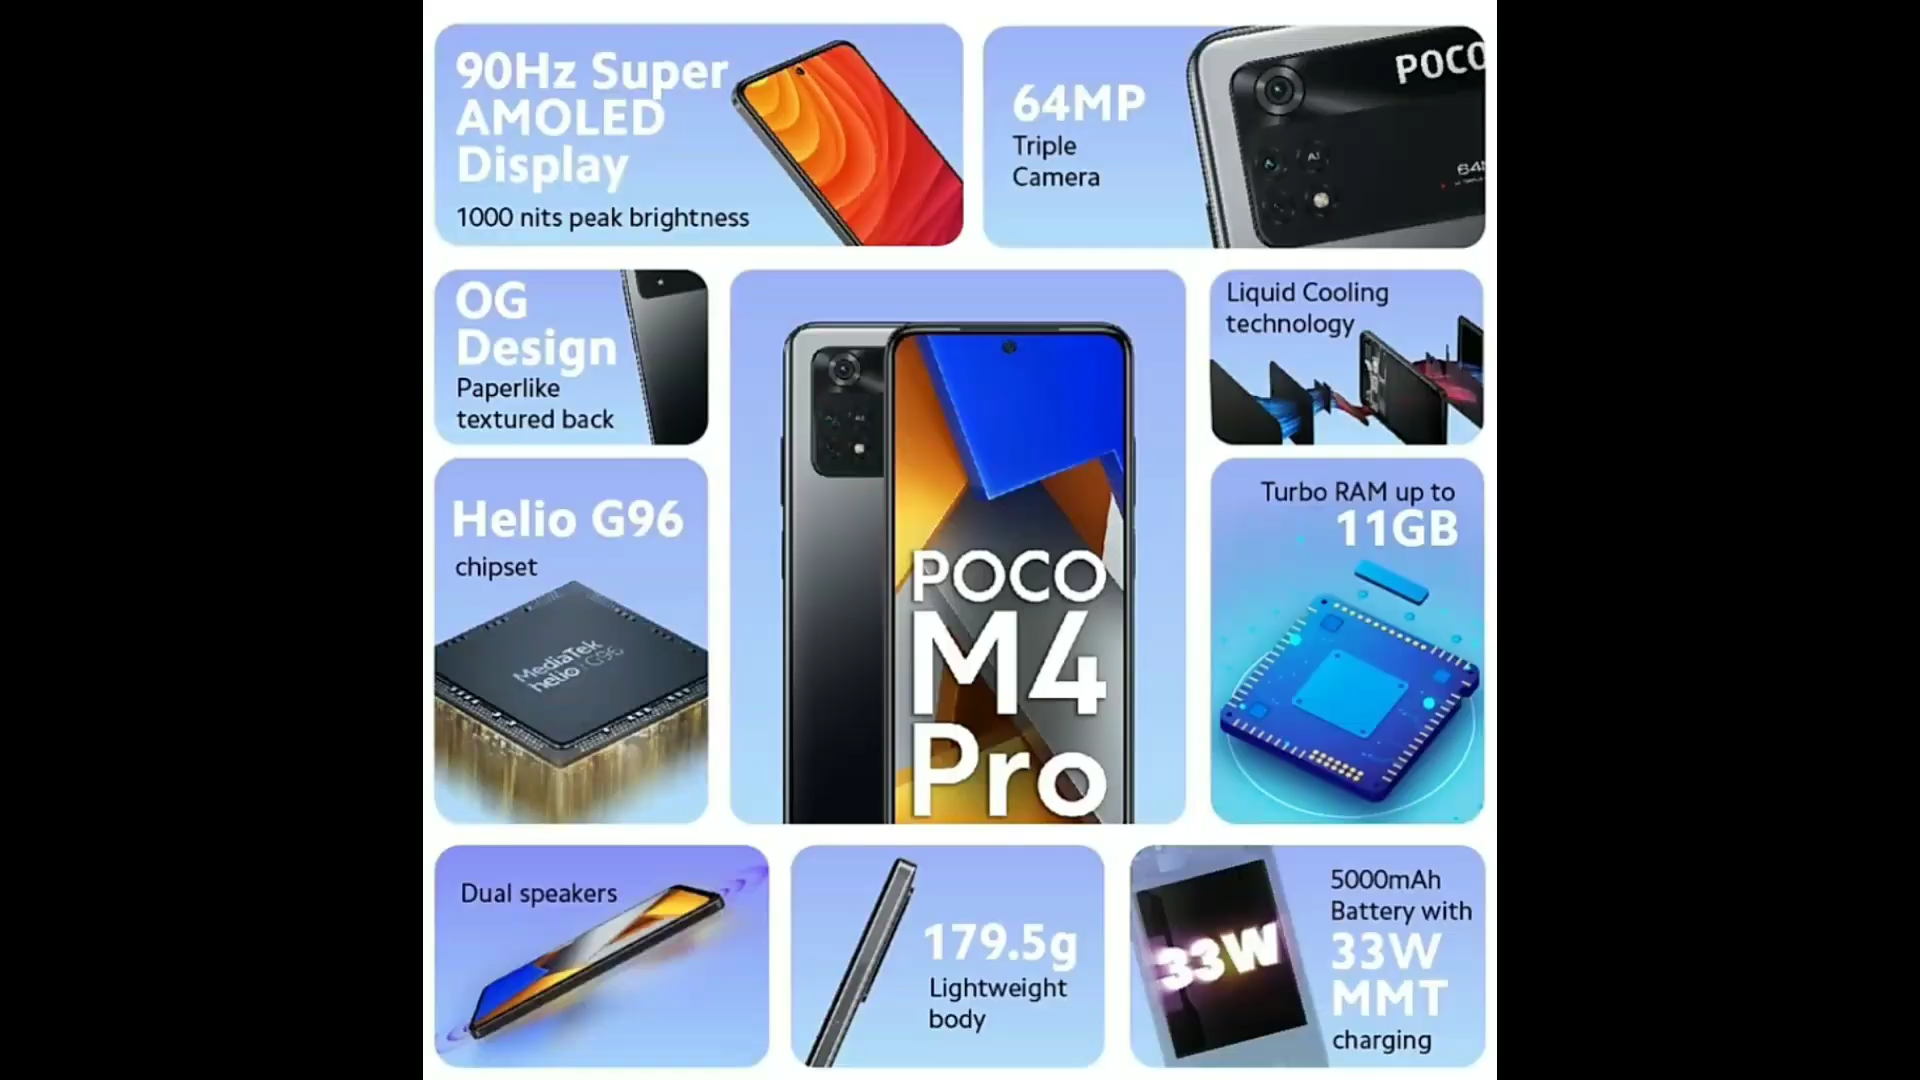 90Hz Super
AMOLED
Display
1000 nits peak brightness
64MP
Triple
Camera
POCO
OG
Design
Paperlike
textured back
Liquid Cooling
technology
Helio G96
chipset
MediaTek
helio G96
POCO
M4
Pro
Turbo RAM up to
11GB
Dual speakers
179.5g
Lightweight
body
33W
5000mAh
Battery with
33W
MMT
charging